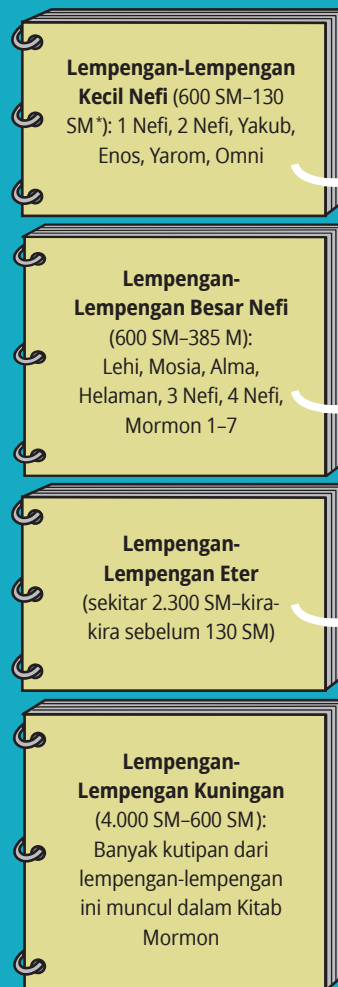 Lempengan-Lempengan
Kecil Nefi (600 SM–130
SM*): 1 Nefi, 2 Nefi, Yakub,
Enos, Yarom, Omni
Lempengan-
Lempengan Besar Nefi
(600 SM–385 M):
Lehi, Mosia, Alma,
Helaman, 3 Nefi, 4 Nefi,
Mormon 1–7
Lempengan-
Lempengan Eter
(sekitar 2.300 SM–kira-
kira sebelum 130 SM)
Lempengan-
Lempengan Kuningan
(4.000 SM–600 SM):
Banyak kutipan dari
lempengan-lempengan
ini muncul dalam Kitab
Mormon